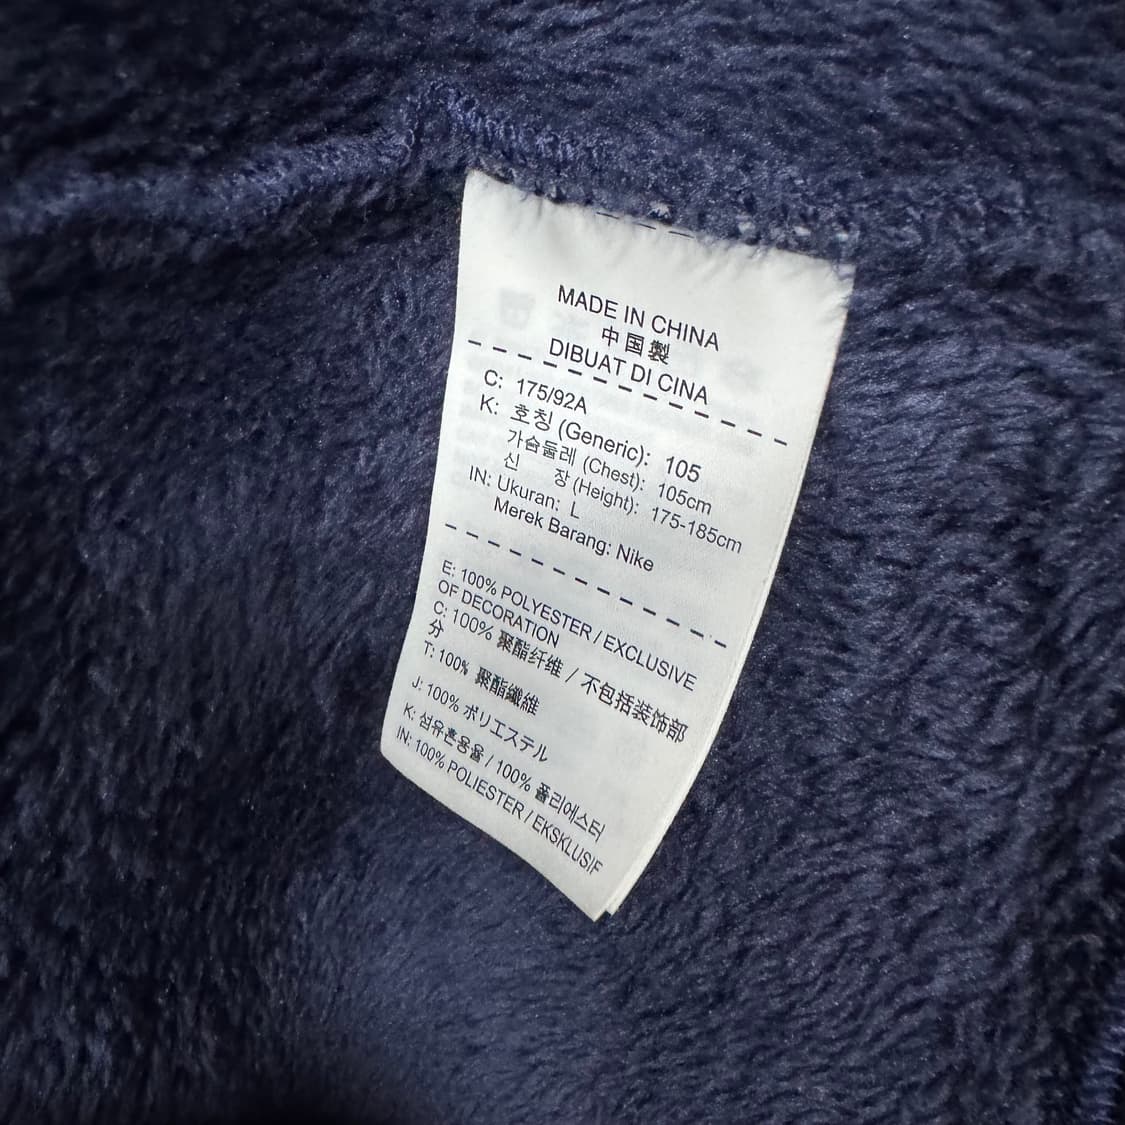 MADE IN CHINA
中国製
DIBUAT DI CINA
C: 175/92A
K: 호칭 (Generic): 105
가슴둘레 (Chest): 105cm
신 장 (Height): 175-185cm
IN: Ukuran: L
Merek Barang: Nike
E: 100% POLYESTER / EXCLUSIVE
OF DECORATION
C: 100% 聚酯纤维 / 不包括装饰部
分
T: 100% 聚酯纖維
J: 100% ポリエステル
K: 섬유혼용율 / 100% 폴리에스터
IN: 100% POLIESTER / EKSKLUSIF